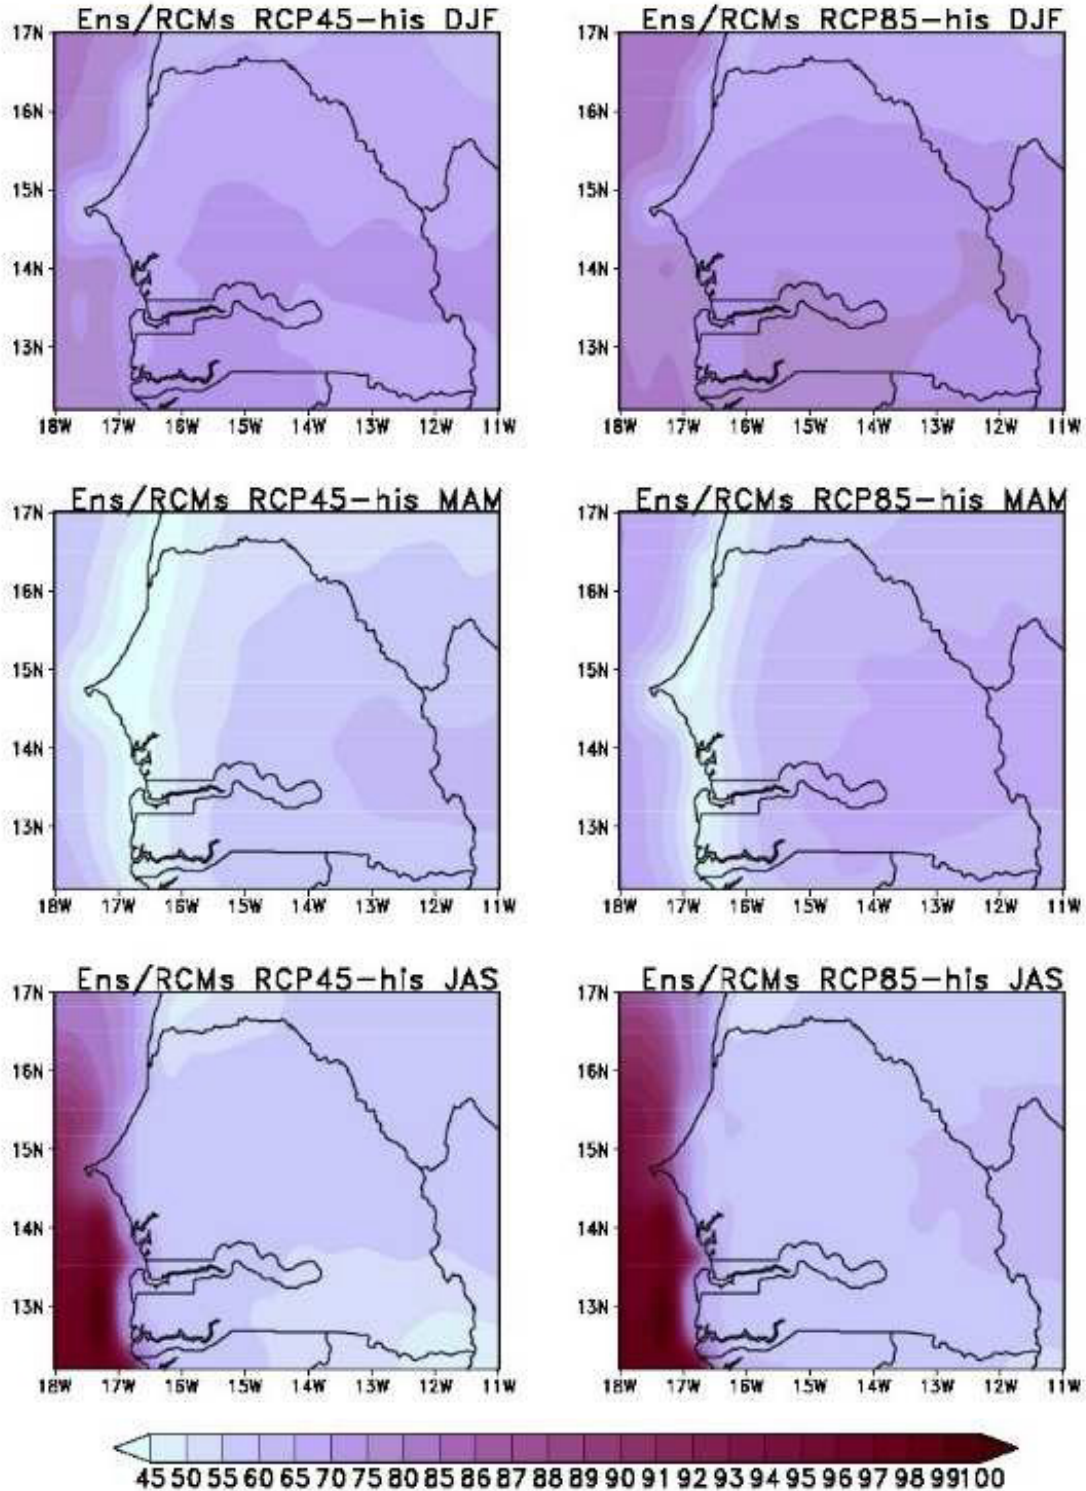 Ens/RCMs RCP45-his DJF
Ens/RCMs RCP85-his DJF
17N
16N
15N
14N
13N
18W 17W 16W 15W 14W 13W 12W 11W
17N
16N
15N
14N
13N
18W 17W 16W 15W 14W 13W 12W 11W
Ens/RCMs RCP45-his MAM
Ens/RCMs RCP85-his MAM
17N
16N
15N
14N
13N
18W 17W 16W 15W 14W 13W 12W 11W
17N
16N
15N
14N
13N
18W 17W 16W 15W 14W 13W 12W 11W
Ens/RCMs RCP45-his JAS
Ens/RCMs RCP85-his JAS
17N
16N
15N
14N
13N
18W 17W 16W 15W 14W 13W 12W 11W
17N
16N
15N
14N
13N
18W 17W 16W 15W 14W 13W 12W 11W
45 50 55 60 65 70 75 80 85 86 87 88 89 90 91 92 93 94 95 96 97 98 99 100